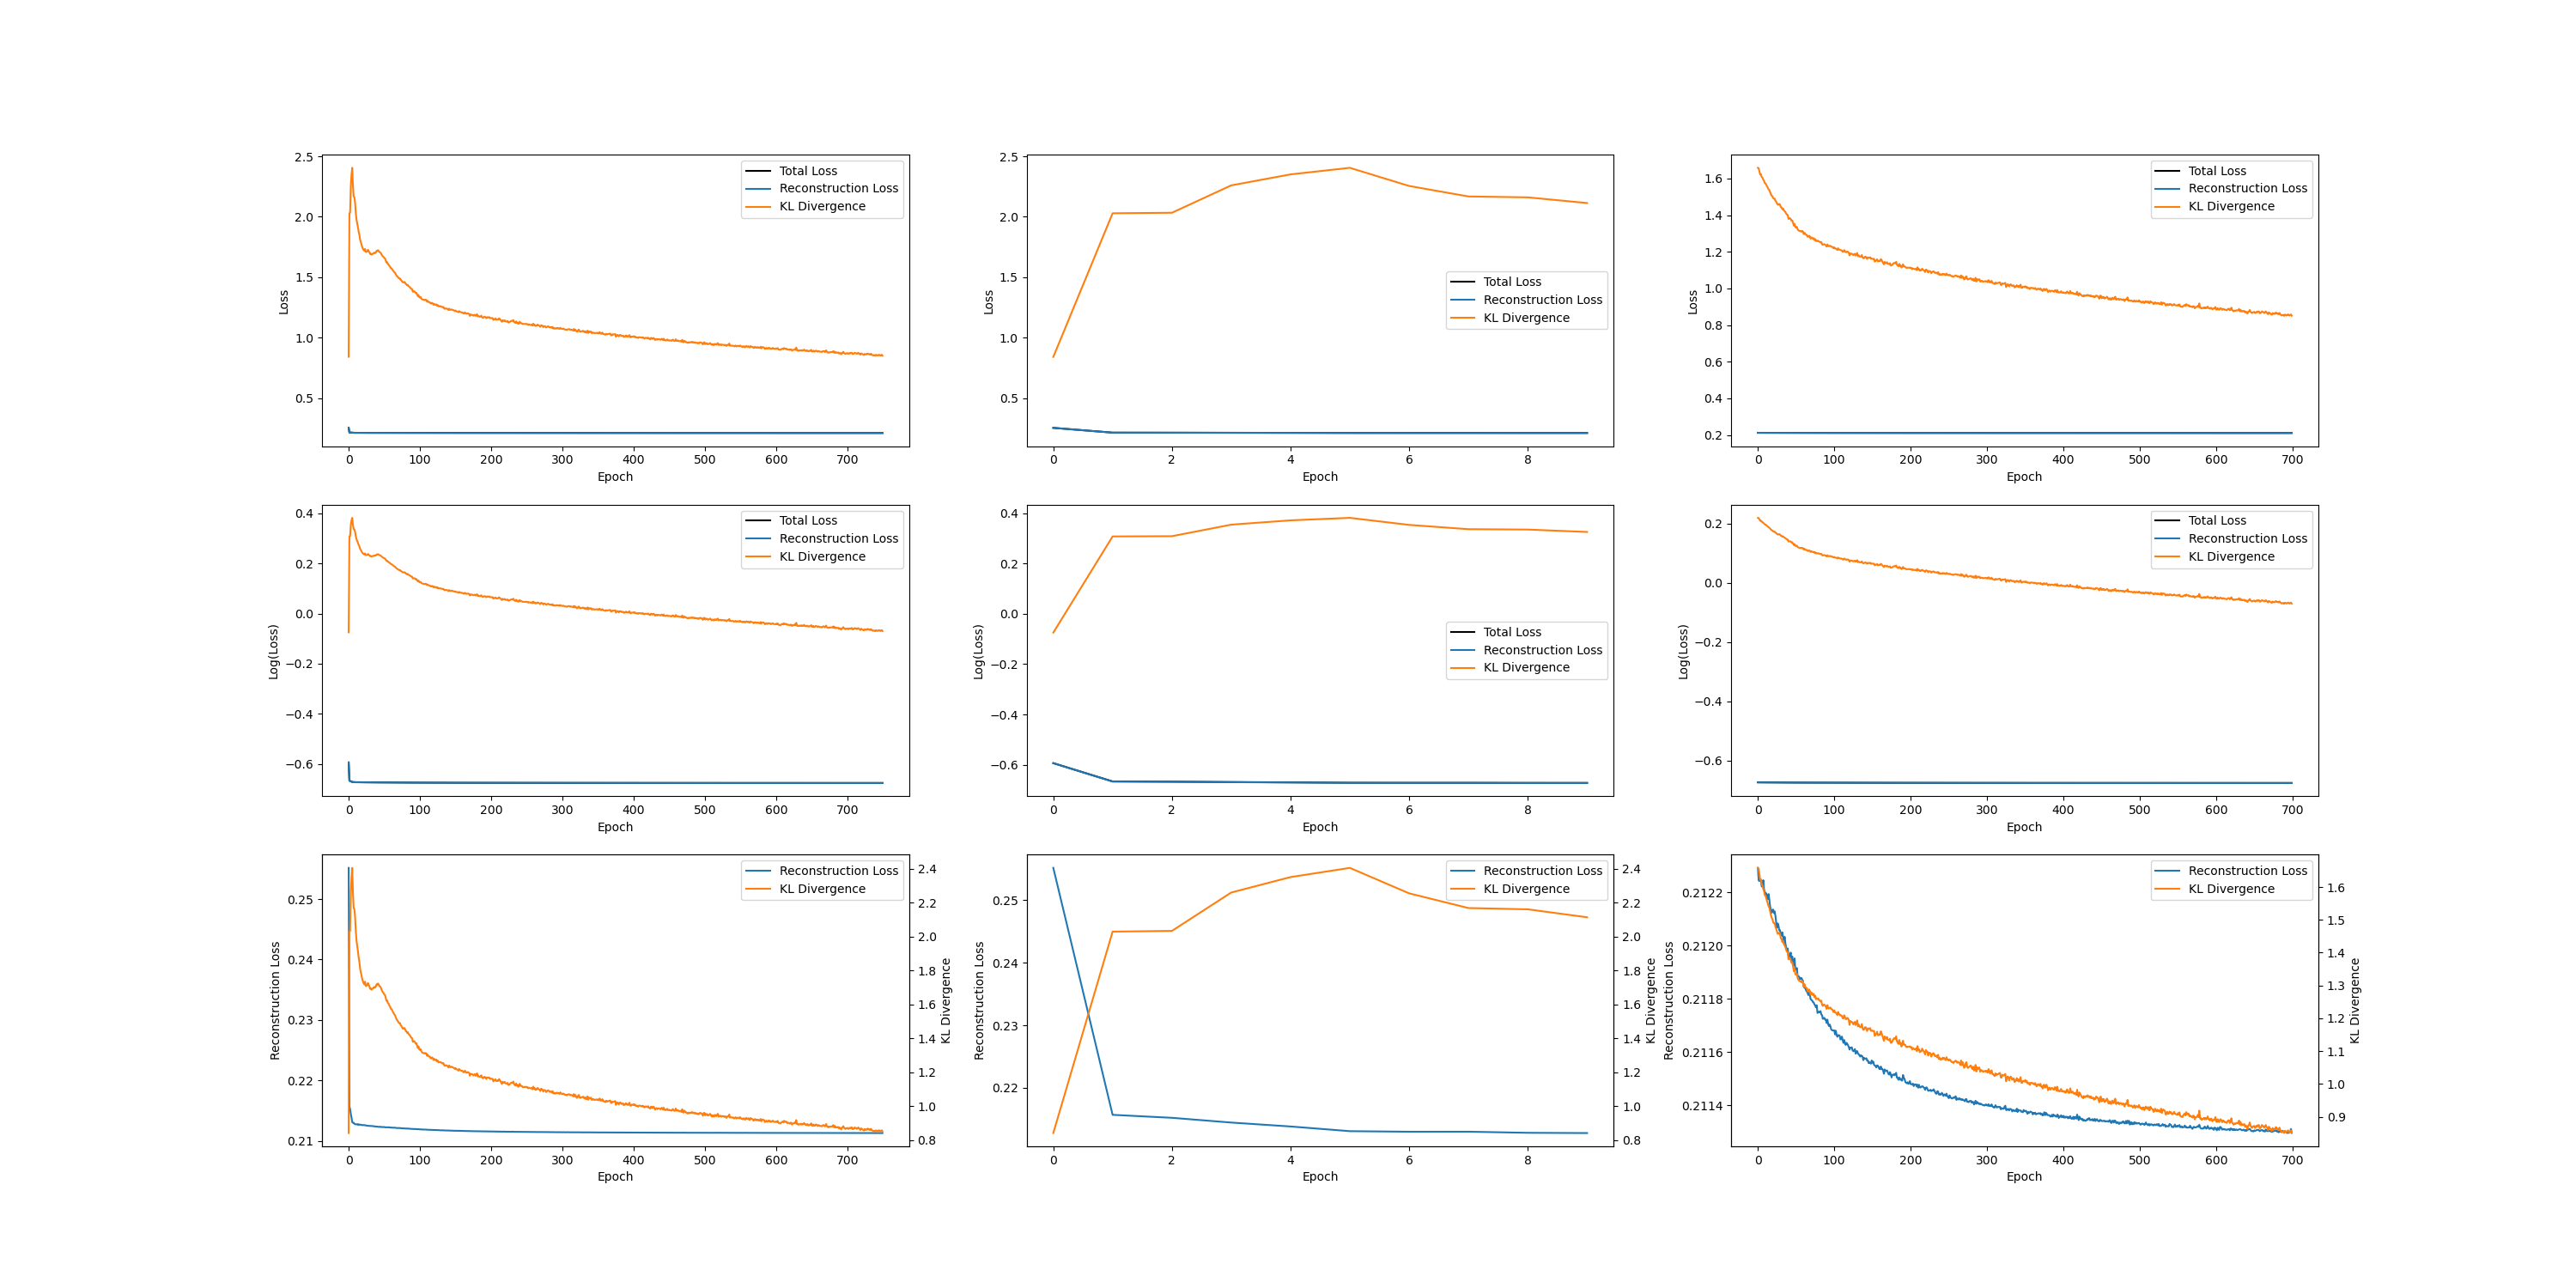 2.5
2.0
1.5
1.0
0.5
Loss
0 100 200 300 400 500 600 700
Epoch
Total Loss
Reconstruction Loss
KL Divergence
2.5
2.0
1.5
1.0
0.5
Loss
0 2 4 6 8
Epoch
Total Loss
Reconstruction Loss
KL Divergence
1.6
1.4
1.2
1.0
0.8
0.6
0.4
0.2
Loss
0 100 200 300 400 500 600 700
Epoch
Total Loss
Reconstruction Loss
KL Divergence
0.4
0.2
0.0
−0.2
−0.4
−0.6
Log(Loss)
0 100 200 300 400 500 600 700
Epoch
Total Loss
Reconstruction Loss
KL Divergence
0.4
0.2
0.0
−0.2
−0.4
−0.6
Log(Loss)
0 2 4 6 8
Epoch
Total Loss
Reconstruction Loss
KL Divergence
0.2
0.0
−0.2
−0.4
−0.6
Log(Loss)
0 100 200 300 400 500 600 700
Epoch
Total Loss
Reconstruction Loss
KL Divergence
0.25
0.24
0.23
0.22
0.21
Reconstruction Loss
0 100 200 300 400 500 600 700
Epoch
Reconstruction Loss
KL Divergence
2.4
2.2
2.0
1.8
1.6
1.4
1.2
1.0
0.8
KL Divergence
0.25
0.24
0.23
0.22
Reconstruction Loss
0 2 4 6 8
Epoch
Reconstruction Loss
KL Divergence
2.4
2.2
2.0
1.8
1.6
1.4
1.2
1.0
0.8
KL Divergence
0.2122
0.2120
0.2118
0.2116
0.2114
Reconstruction Loss
0 100 200 300 400 500 600 700
Epoch
Reconstruction Loss
KL Divergence
1.6
1.5
1.4
1.3
1.2
1.1
1.0
0.9
KL Divergence